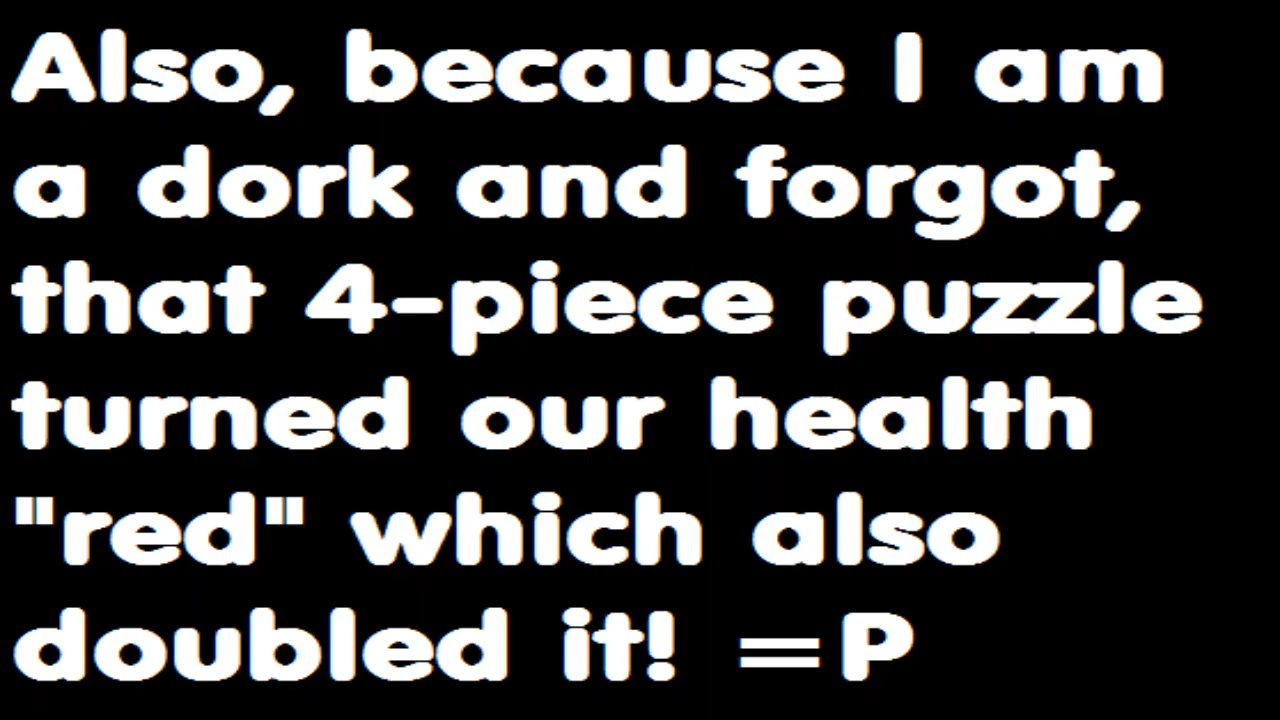 Also, because I am
a dork and forgot,
that 4-piece puzzle
turned our health
"red" which also
doubled it! =P